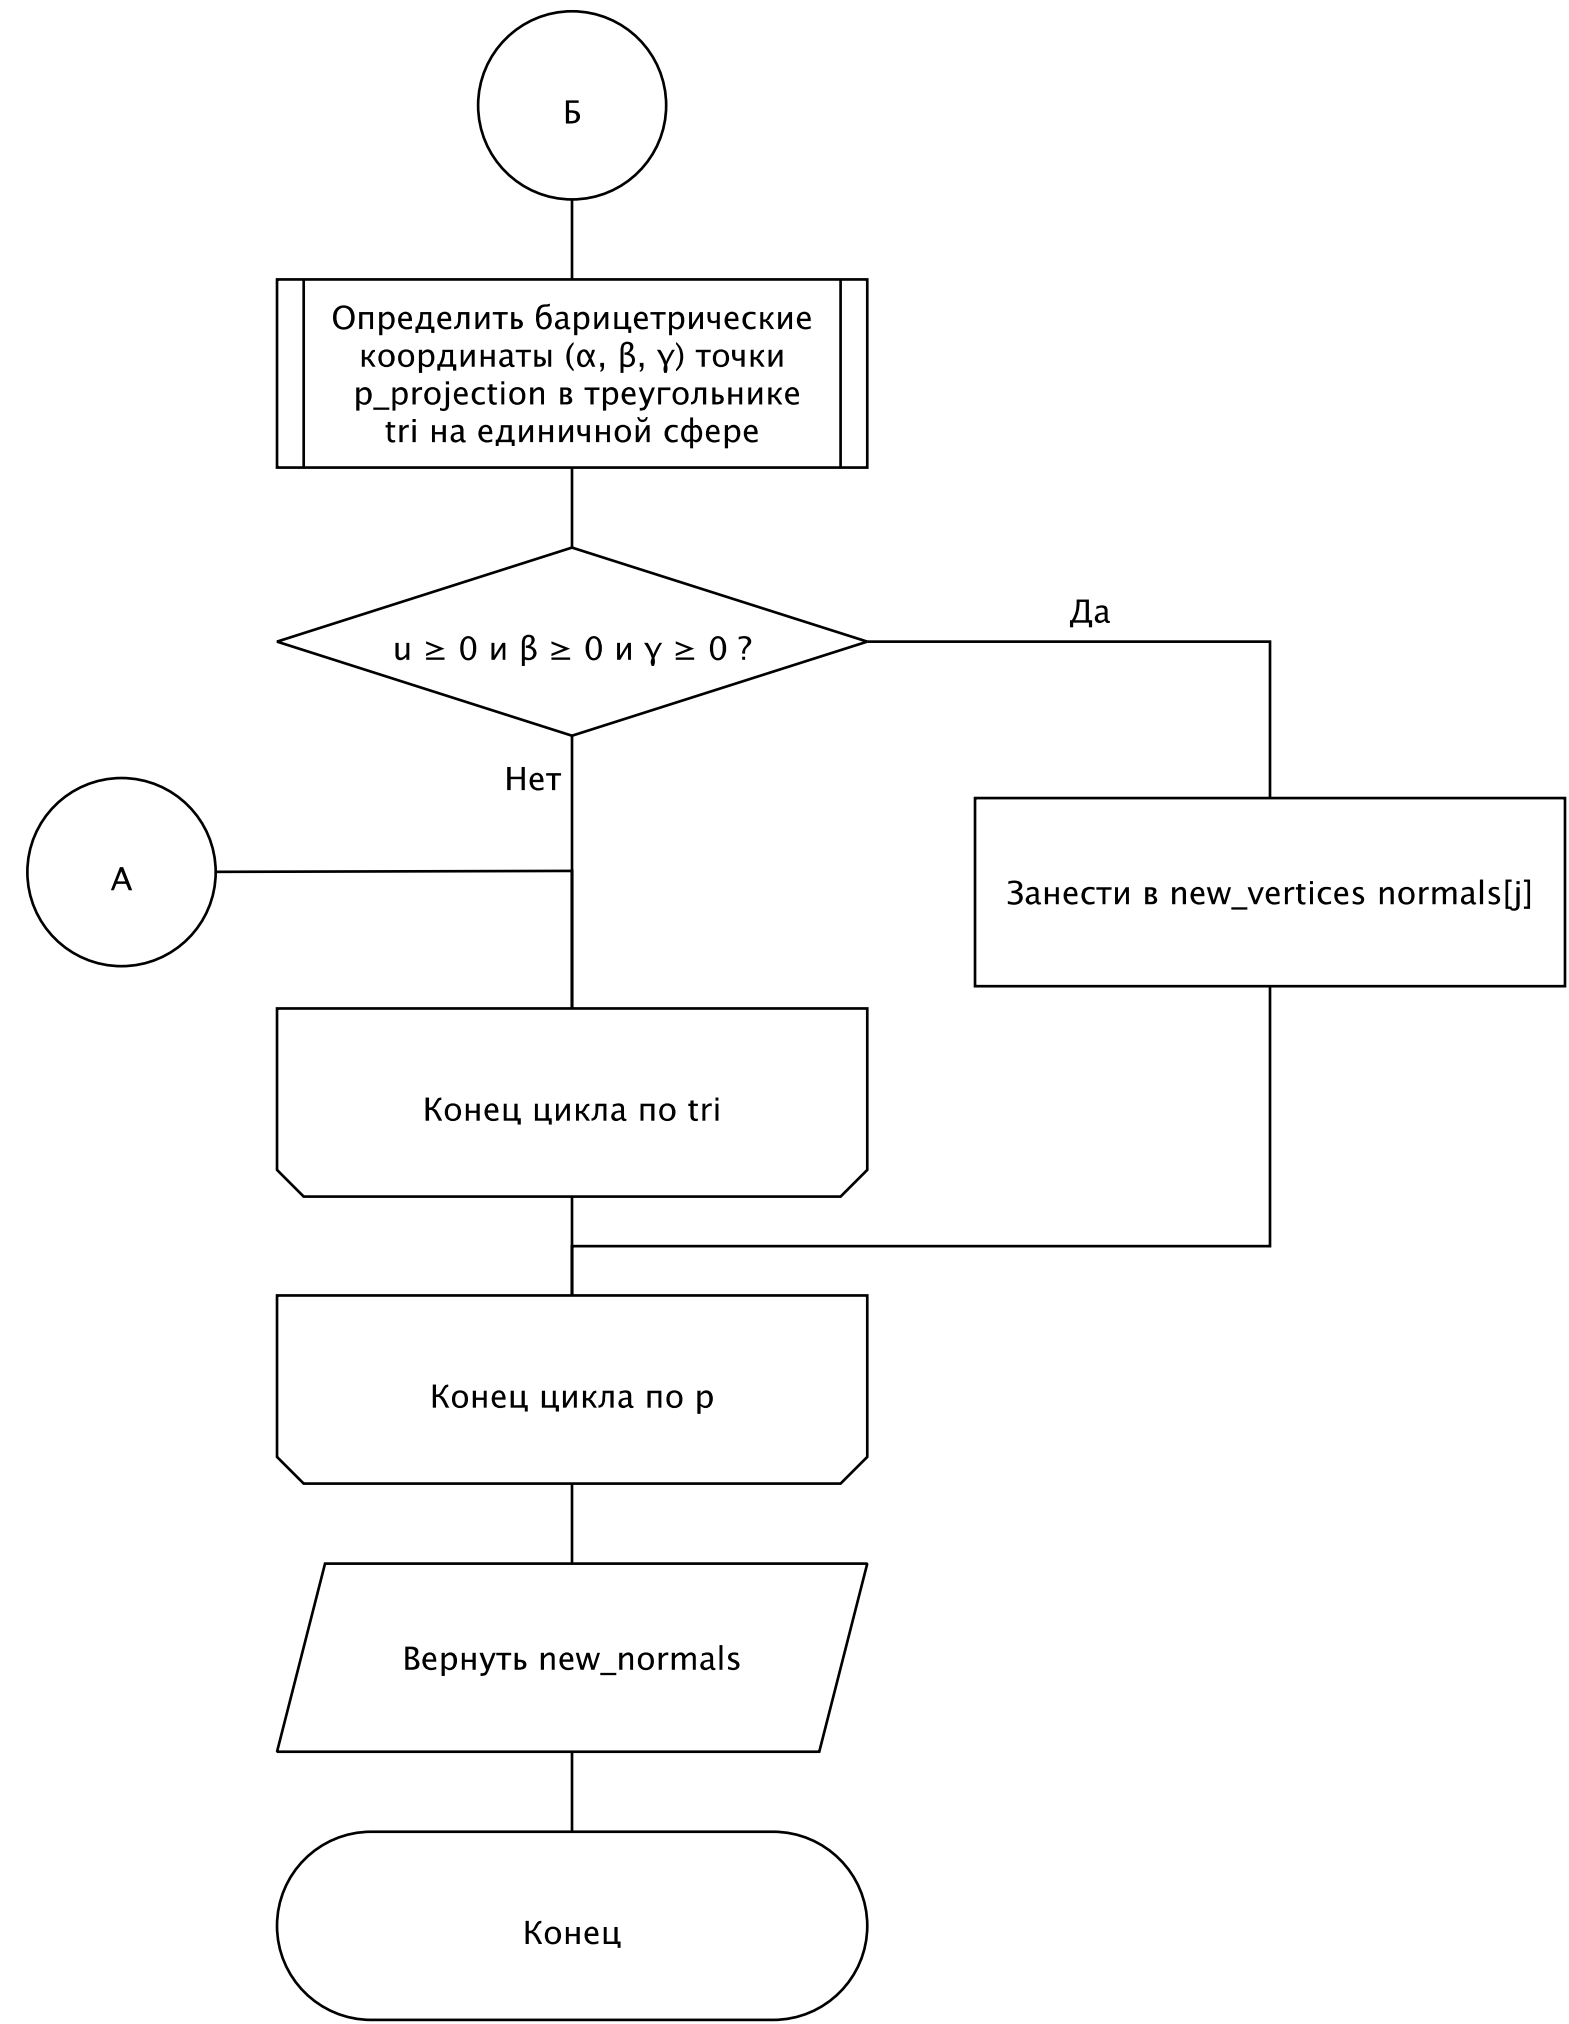 Б
Определить барицетрические
координаты (α, β, γ) точки
p_projection в треугольнике
tri на единичной сфере
u ≥ 0 и β ≥ 0 и γ ≥ 0 ?
Да
Нет
А
Занести в new_vertices normals[j]
Конец цикла по tri
Конец цикла по p
Вернуть new_normals
Конец